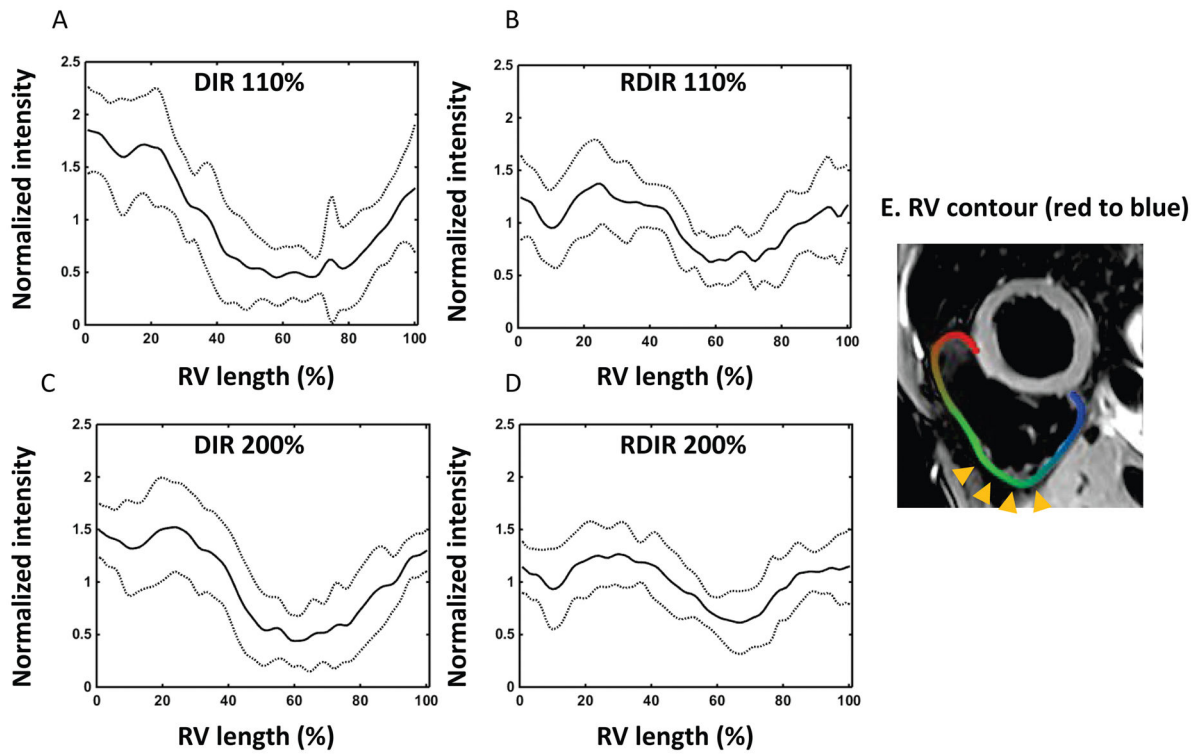 A
B
DIR 110%
RDIR 110%
Normalized intensity
2.5
2
1.5
1
0.5
0
0
20
40
60
80
100
RV length (%)
Normalized intensity
2.5
2
1.5
1
0.5
0
0
20
40
60
80
100
RV length (%)
E. RV contour (red to blue)
C
D
DIR 200%
RDIR 200%
Normalized intensity
2.5
2
1.5
1
0.5
0
0
20
40
60
80
100
RV length (%)
Normalized intensity
2.5
2
1.5
1
0.5
0
0
20
40
60
80
100
RV length (%)